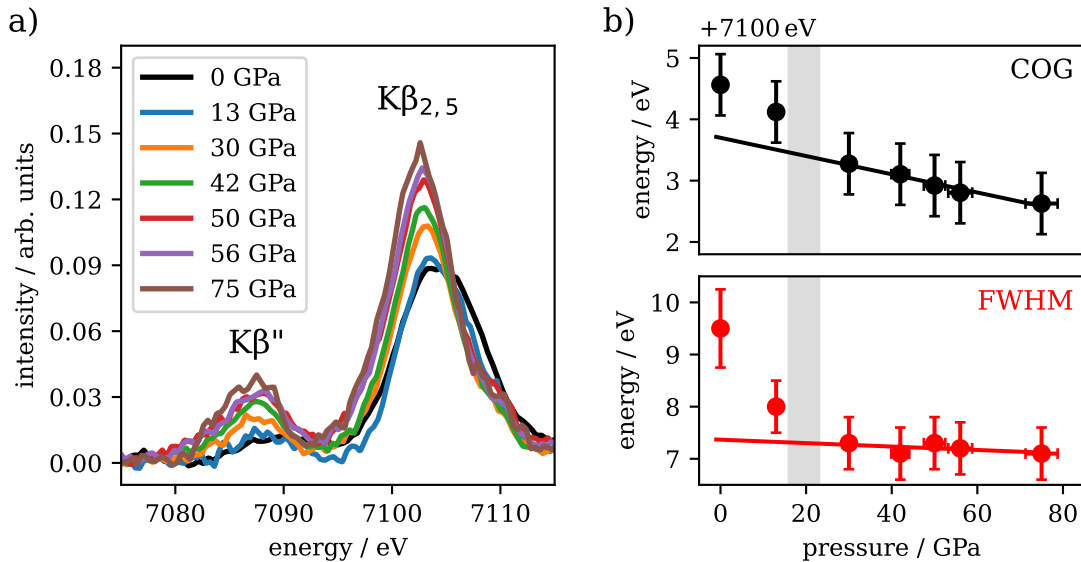 a)
intensity / arb. units
0.18
0.15
0.12
0.09
0.06
0.03
0.00
0 GPa
13 GPa
30 GPa
42 GPa
50 GPa
56 GPa
75 GPa
Kβ2, 5
Kβ"
7080 7090 7100 7110
energy / eV
b)
+7100 eV
COG
energy / eV
5
4
3
2
FWHM
energy / eV
10
9
8
7
0 20 40 60 80
pressure / GPa